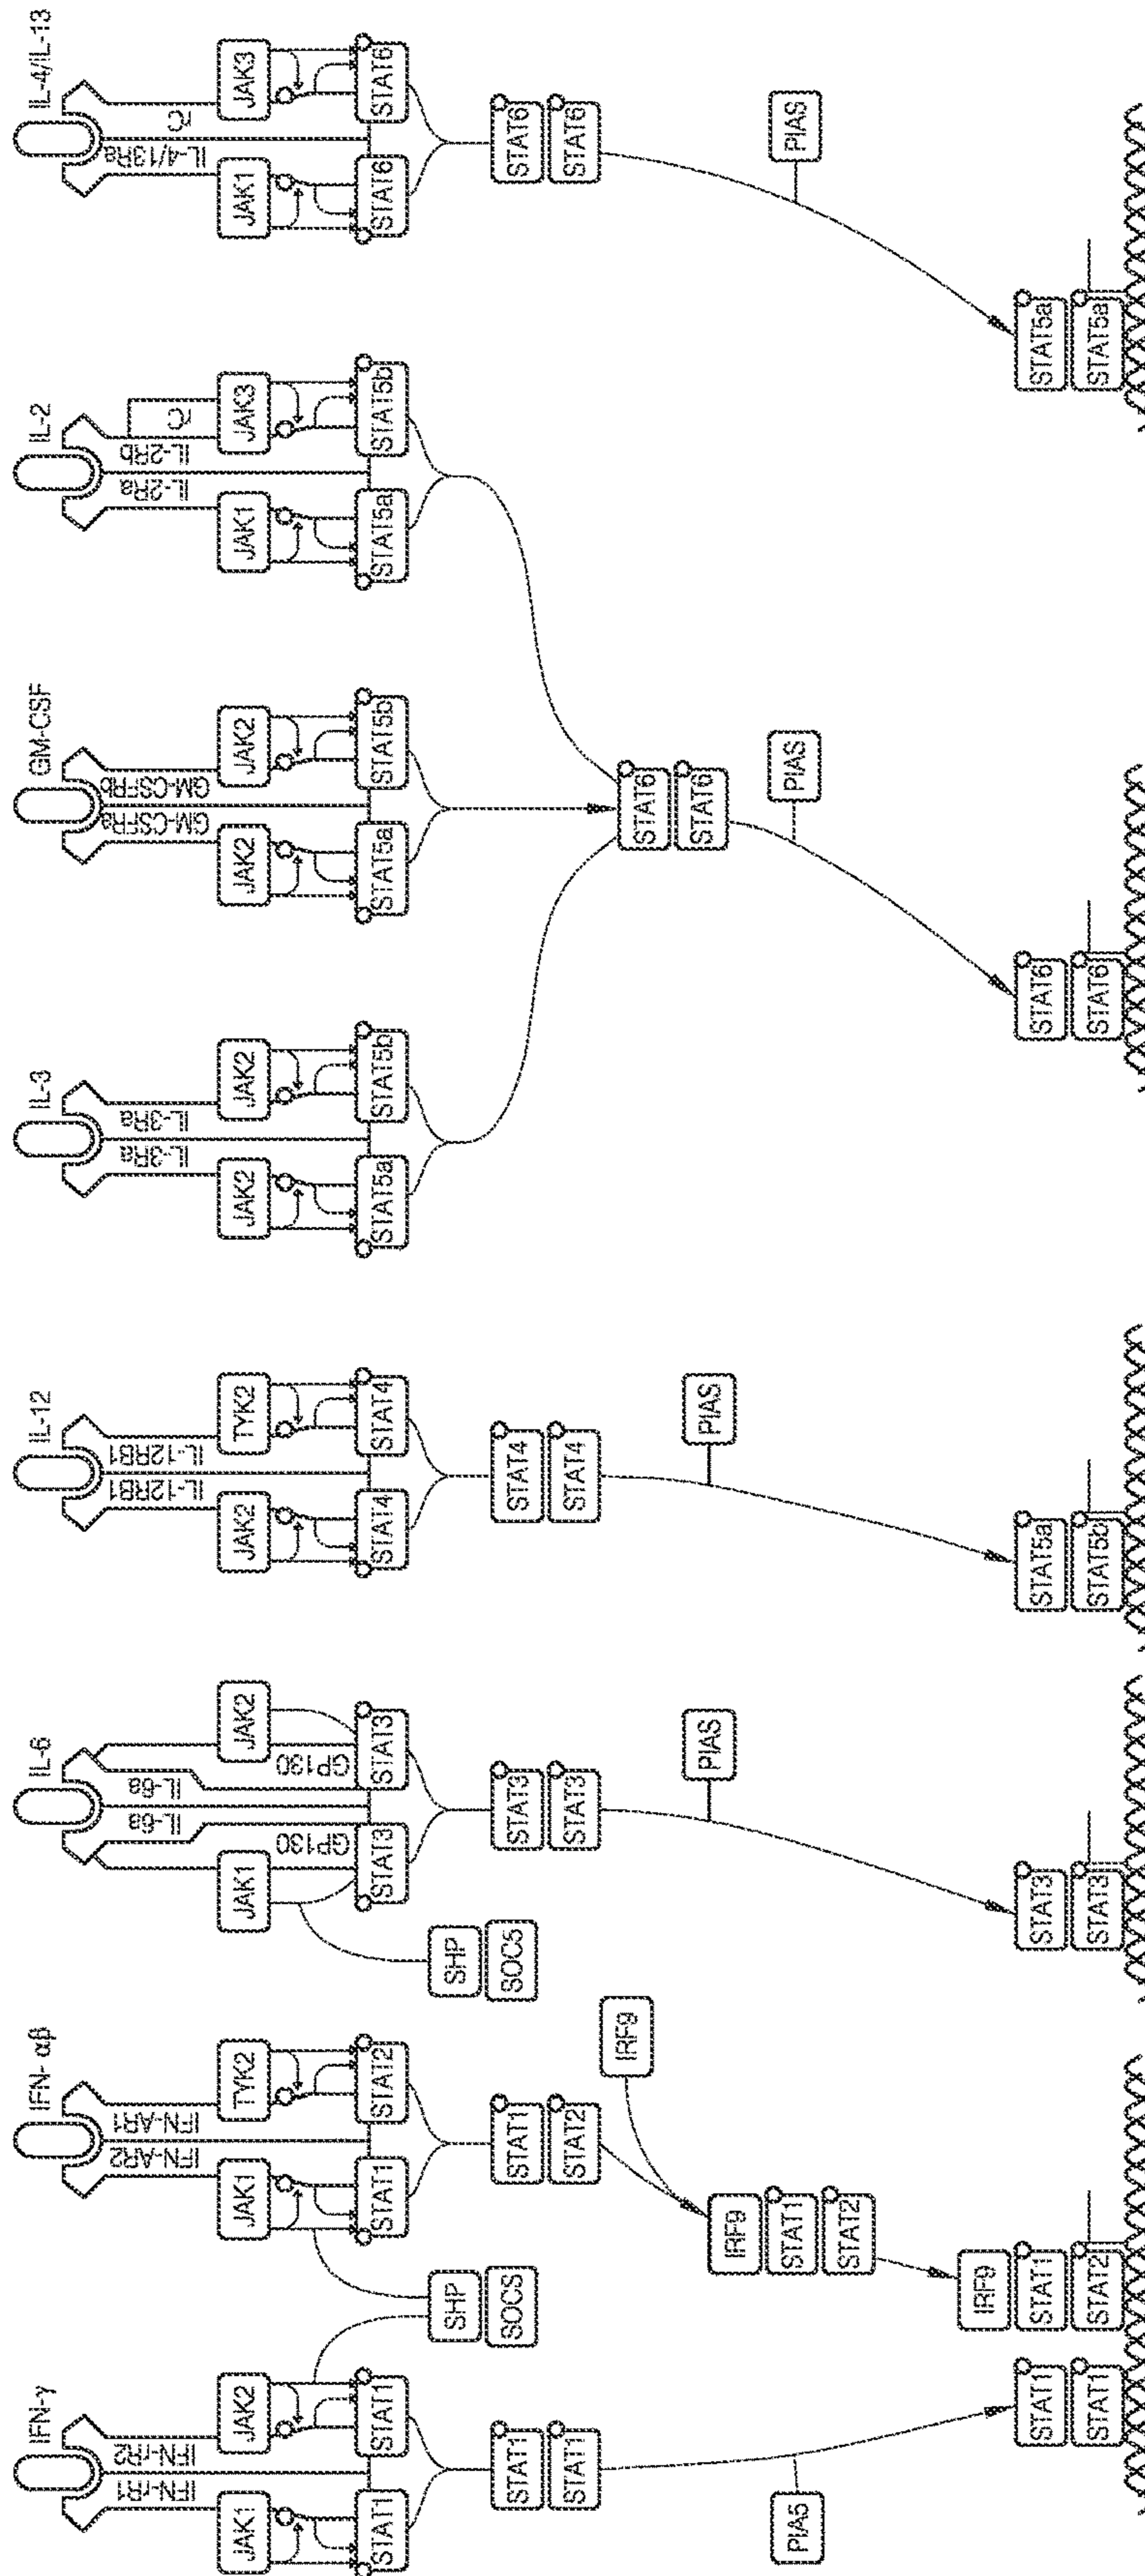 IFN-γ
IFN- αβ
IL-6
IL-12
IL-3
GM-CSF
IL-2
IL-4/IL-13
IFN-rR1
IFN-rR2
IFN-AR2
IFN-AR1
IL-6a
IL-6a
IL-12RB1
IL-12RB1
IL-3Ra
IL-3Ra
GM-CSFRa
GM-CSFRb
IL-2Ra
IL-2Rb
rC
IL-4/13Ra
rC
JAK1
JAK2
JAK1
TYK2
JAK1
JAK2
JAK2
TYK2
JAK2
JAK2
JAK2
JAK2
JAK1
JAK3
JAK1
JAK3
GP130
GP130
STAT1
STAT1
STAT1
STAT2
STAT3
STAT3
STAT4
STAT4
STAT5a
STAT5b
STAT5a
STAT5b
STAT5a
STAT5b
STAT6
STAT6
SHP
SOCS
SHP
SOC5
STAT1
STAT1
STAT1
STAT2
STAT3
STAT3
STAT4
STAT4
STAT6
STAT6
IRF9
STAT6
STAT6
IRF9
STAT1
STAT2
PIA5
PIAS
PIAS
PIAS
PIAS
IRF9
STAT1
STAT1
STAT1
STAT2
STAT3
STAT3
STAT5a
STAT5b
STAT6
STAT6
STAT5a
STAT5a